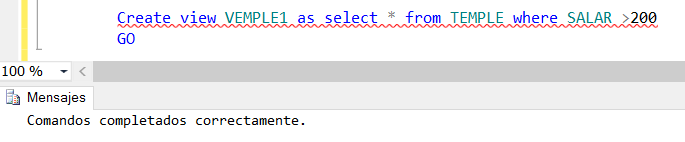 Create view VEMPLE1 as select * from TEMPLE where SALAR >200
GO
100 %
Mensajes
Comandos completados correctamente.